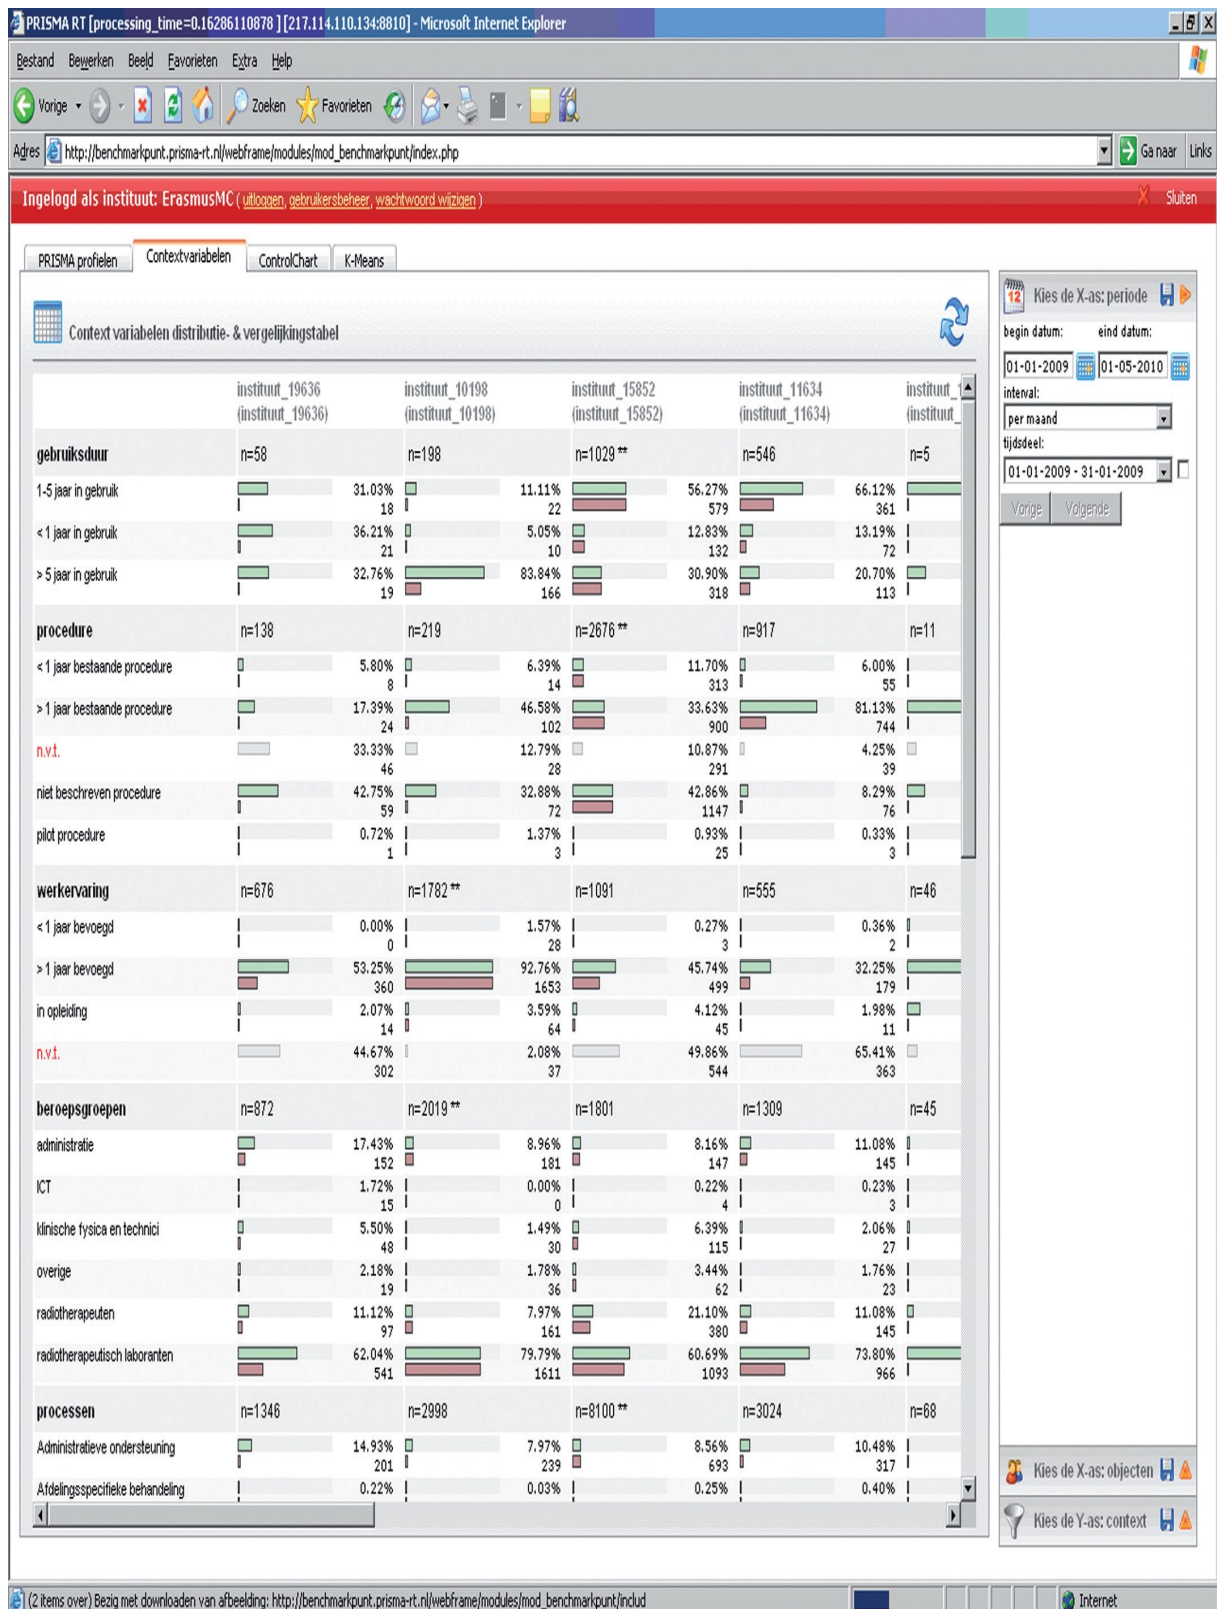 PRISMA RT [processing_time=0.16286110878 ] [217.114.110.134:8810] - Microsoft Internet Explorer
Bestand Bewerken Beeld Favorieten Extra Help
Vorige Zoeken Favorieten
Adres http://benchmarkpunt.prisma-rt.nl/webframe/modules/mod_benchmarkpunt/index.php Ga naar Links
Ingelogd als instituut: ErasmusMC ( uitloggen, gebruikersbeheer, wachtwoord wijzigen ) Sluiten
PRISMA profielen Contextvariabelen ControlChart K-Means
Context variabelen distributie- & vergelijkingstabel
instituut_19636 instituut_10198 instituut_15852 instituut_11634 instituut_1
(instituut_19636) (instituut_10198) (instituut_15852) (instituut_11634) (instituut_
gebruiksduur n=58 n=198 n=1029 ** n=546 n=5
1-5 jaar in gebruik 31.03% 11.11% 56.27% 66.12%
18 22 579 361
< 1 jaar in gebruik 36.21% 5.05% 12.83% 13.19%
21 10 132 72
> 5 jaar in gebruik 32.76% 83.84% 30.90% 20.70%
19 166 318 113
procedure n=138 n=219 n=2676 ** n=917 n=11
< 1 jaar bestaande procedure 5.80% 6.39% 11.70% 6.00%
8 14 313 55
> 1 jaar bestaande procedure 17.39% 46.58% 33.63% 81.13%
24 102 900 744
n.v.t. 33.33% 12.79% 10.87% 4.25%
46 28 291 39
niet beschreven procedure 42.75% 32.88% 42.86% 8.29%
59 72 1147 76
pilot procedure 0.72% 1.37% 0.93% 0.33%
1 3 25 3
werkervaring n=676 n=1782 ** n=1091 n=555 n=46
< 1 jaar bevoegd 0.00% 1.57% 0.27% 0.36%
0 28 3 2
> 1 jaar bevoegd 53.25% 92.76% 45.74% 32.25%
360 1653 499 179
in opleiding 2.07% 3.59% 4.12% 1.98%
14 64 45 11
n.v.t. 44.67% 2.08% 49.86% 65.41%
302 37 544 363
beroepsgroepen n=872 n=2019 ** n=1801 n=1309 n=45
administratie 17.43% 8.96% 8.16% 11.08%
152 181 147 145
ICT 1.72% 0.00% 0.22% 0.23%
15 0 4 3
klinische fysica en technici 5.50% 1.49% 6.39% 2.06%
48 30 115 27
overige 2.18% 1.78% 3.44% 1.76%
19 36 62 23
radiotherapeuten 11.12% 7.97% 21.10% 11.08%
97 161 380 145
radiotherapeutisch laboranten 62.04% 79.79% 60.69% 73.80%
541 1611 1093 966
processen n=1346 n=2998 n=8100 ** n=3024 n=68
Administratieve ondersteuning 14.93% 7.97% 8.56% 10.48%
201 239 693 317
Afdelingsspecifieke behandeling 0.22% 0.03% 0.25% 0.40%
12 Kies de X-as: periode
begin datum: eind datum:
01-01-2009 01-05-2010
interval:
per maand
tijdsdeel:
01-01-2009 - 31-01-2009
Vorige Volgende
Kies de X-as: objecten
Kies de Y-as: context
(2 items over) Bezig met downloaden van afbeelding: http://benchmarkpunt.prisma-rt.nl/webframe/modules/mod_benchmarkpunt/includ Internet